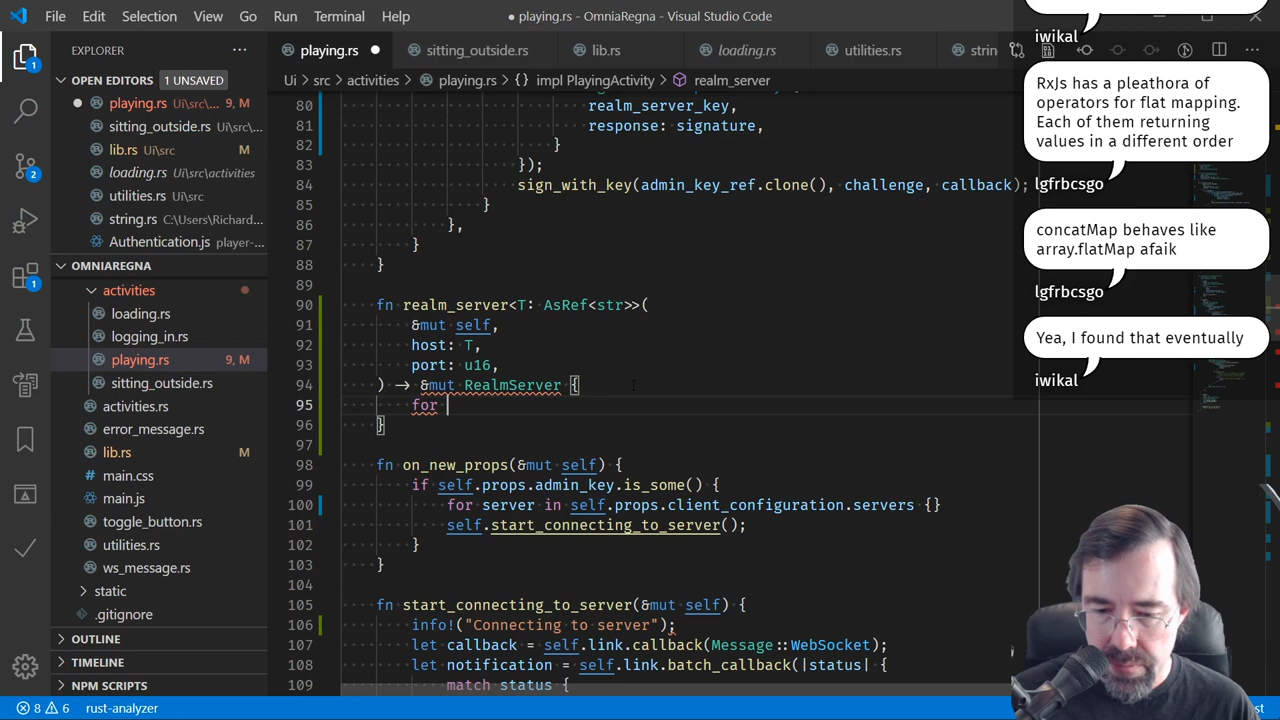 File Edit Selection View Go Run Terminal Help
● playing.rs - OmniaRegna - Visual Studio Code
EXPLORER ···
OPEN EDITORS 1 UNSAVED
● playing.rs Ui\src\... 9, M
sitting_outside.rs Ui\src\...
lib.rs Ui\src M
loading.rs Ui\src\activities
utilities.rs Ui\src
string.rs C:\Users\Richard...
Authentication.js player-...
OMNIAREGNA
activities
loading.rs
logging_in.rs
playing.rs 9, M
sitting_outside.rs
activities.rs
error_message.rs
lib.rs M
main.css
main.js
toggle_button.rs
utilities.rs
ws_message.rs
static
.gitignore
OUTLINE
TIMELINE
NPM SCRIPTS
1
2
1
playing.rs ● sitting_outside.rs lib.rs loading.rs utilities.rs strin
Ui > src > activities > playing.rs > {} impl PlayingActivity > realm_server
80 realm_server_key,
81 response: signature,
82 }
83 });
84 sign_with_key(admin_key_ref.clone(), challenge, callback);
85 }
86 },
87 }
88 }
89
90 fn realm_server<T: AsRef<str>>(
91 &mut self,
92 host: T,
93 port: u16,
94 ) → &mut RealmServer {
95 for
96 }
97
98 fn on_new_props(&mut self) {
99 if self.props.admin_key.is_some() {
100 for server in self.props.client_configuration.servers {}
101 self.start_connecting_to_server();
102 }
103 }
104
105 fn start_connecting_to_server(&mut self) {
106 info!("Connecting to server");
107 let callback = self.link.callback(Message::WebSocket);
108 let notification = self.link.batch_callback(|status| {
109 match status {
iwikal
RxJs has a pleathora of
operators for flat mapping.
Each of them returning
values in a different order
lgfrbcsgo
concatMap behaves like
array.flatMap afaik
lgfrbcsgo
Yea, I found that eventually
iwikal
8 6 rust-analyzer